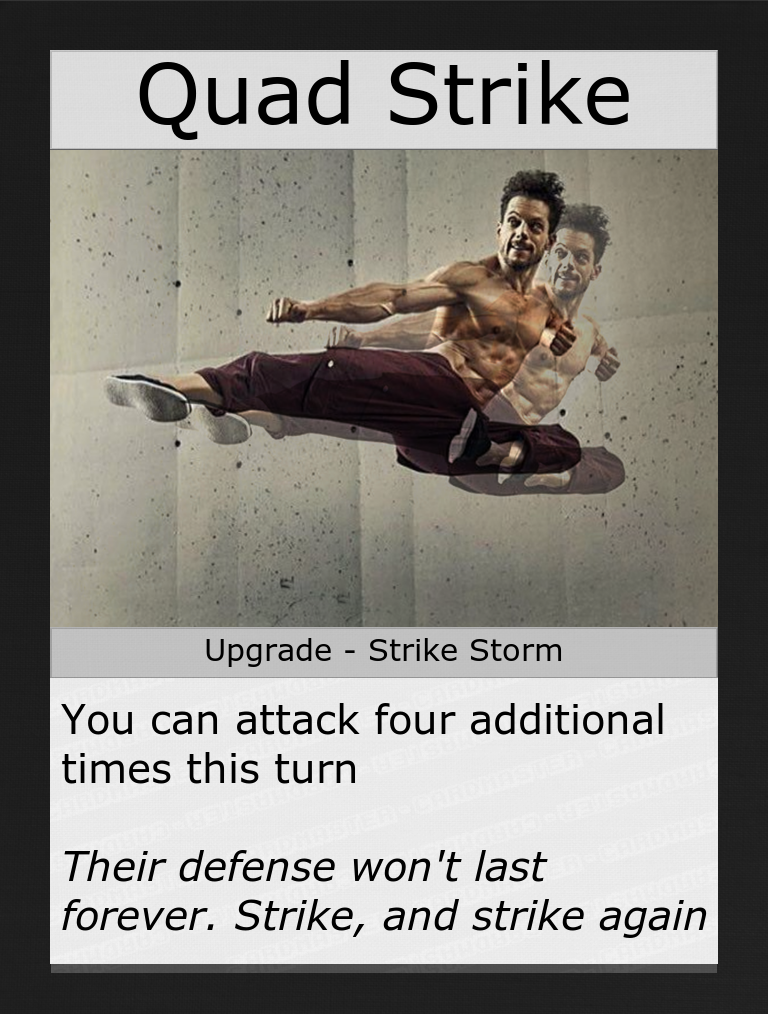 Quad Strike
Upgrade - Strike Storm
You can attack four additional
times this turn
Their defense won't last
forever. Strike, and strike again